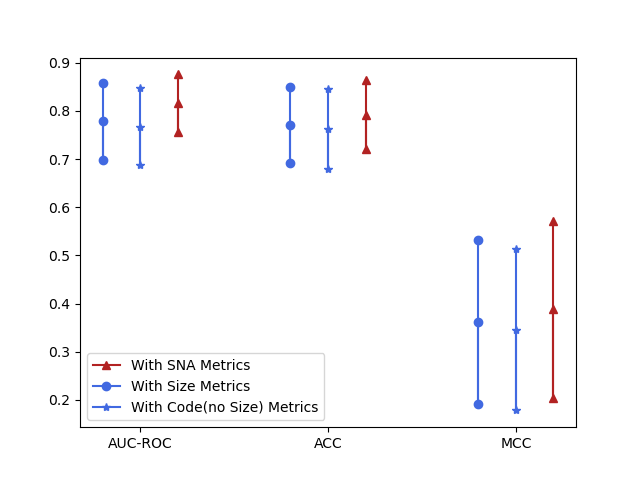 0.9
0.8
0.7
0.6
0.5
0.4
0.3
0.2
With SNA Metrics
With Size Metrics
With Code(no Size) Metrics
AUC-ROC ACC MCC